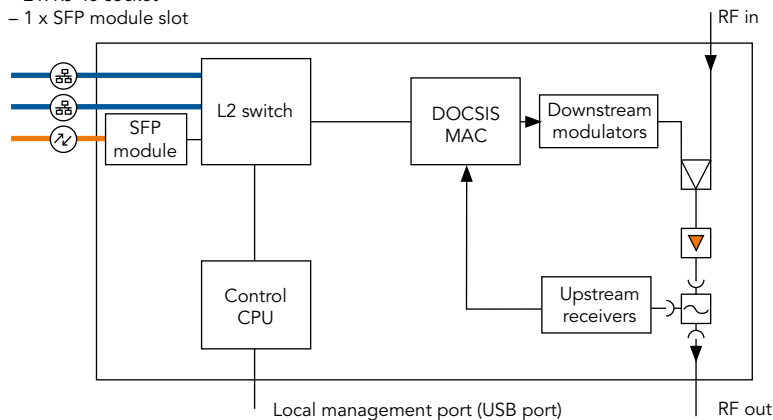 – 1 x SFP module slot
RF in
L2 switch
SFP
module
DOCSIS
MAC
Downstream
modulators
Control
CPU
Upstream
receivers
Local management port (USB port)
RF out